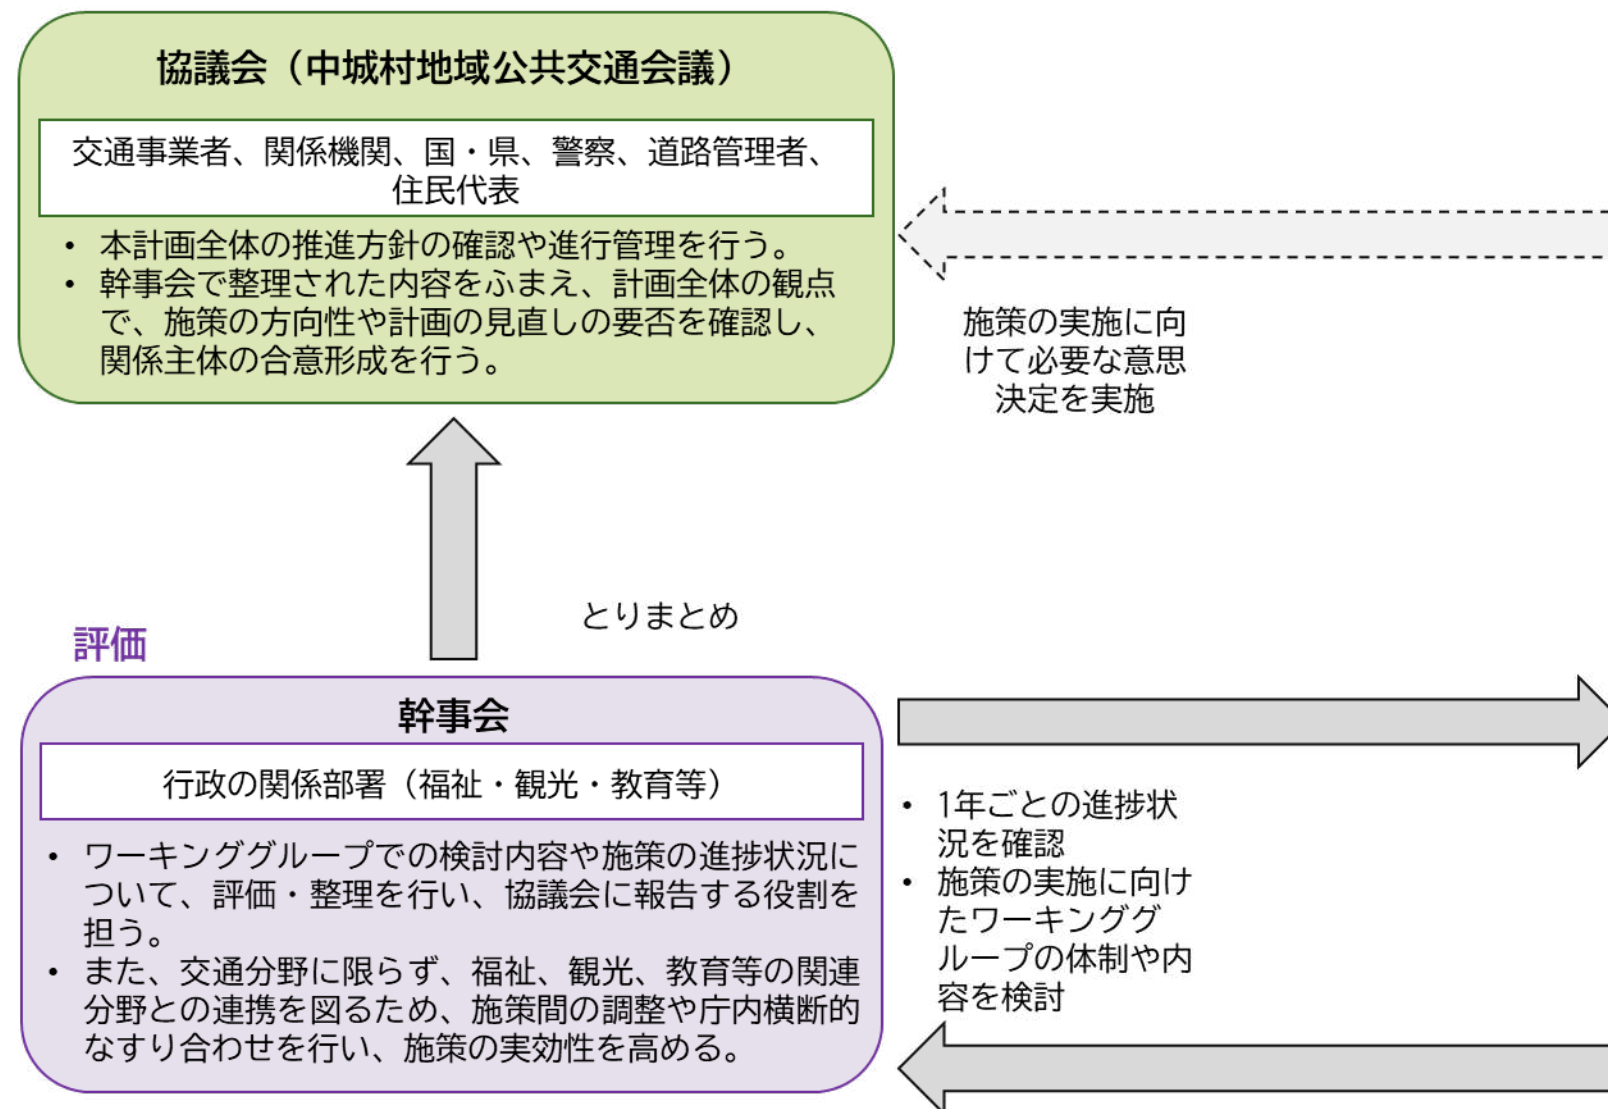 協議会（中城村地域公共交通会議）
交通事業者、関係機関、国・県、警察、道路管理者、
住民代表
• 本計画全体の推進方針の確認や進行管理を行う。
• 幹事会で整理された内容をふまえ、計画全体の観点
で、施策の方向性や計画の見直しの要否を確認し、
関係主体の合意形成を行う。
施策の実施に向
けて必要な意思
決定を実施
とりまとめ
評価
幹事会
行政の関係部署（福祉・観光・教育等）
• ワーキンググループでの検討内容や施策の進捗状況に
ついて、評価・整理を行い、協議会に報告する役割を
担う。
• また、交通分野に限らず、福祉、観光、教育等の関連
分野との連携を図るため、施策間の調整や庁内横断的
なすり合わせを行い、施策の実効性を高める。
• 1年ごとの進捗状
況を確認
• 施策の実施に向け
たワーキンググ
ループの体制や内
容を検討